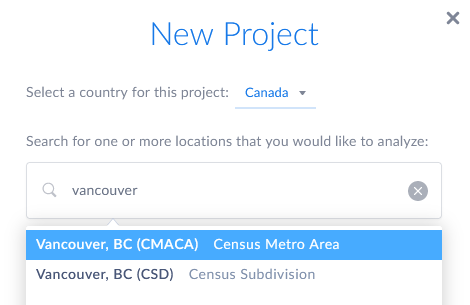 New Project
Select a country for this project: Canada
Search for one or more locations that you would like to analyze:
vancouver
Vancouver, BC (CMACA) Census Metro Area
Vancouver, BC (CSD) Census Subdivision